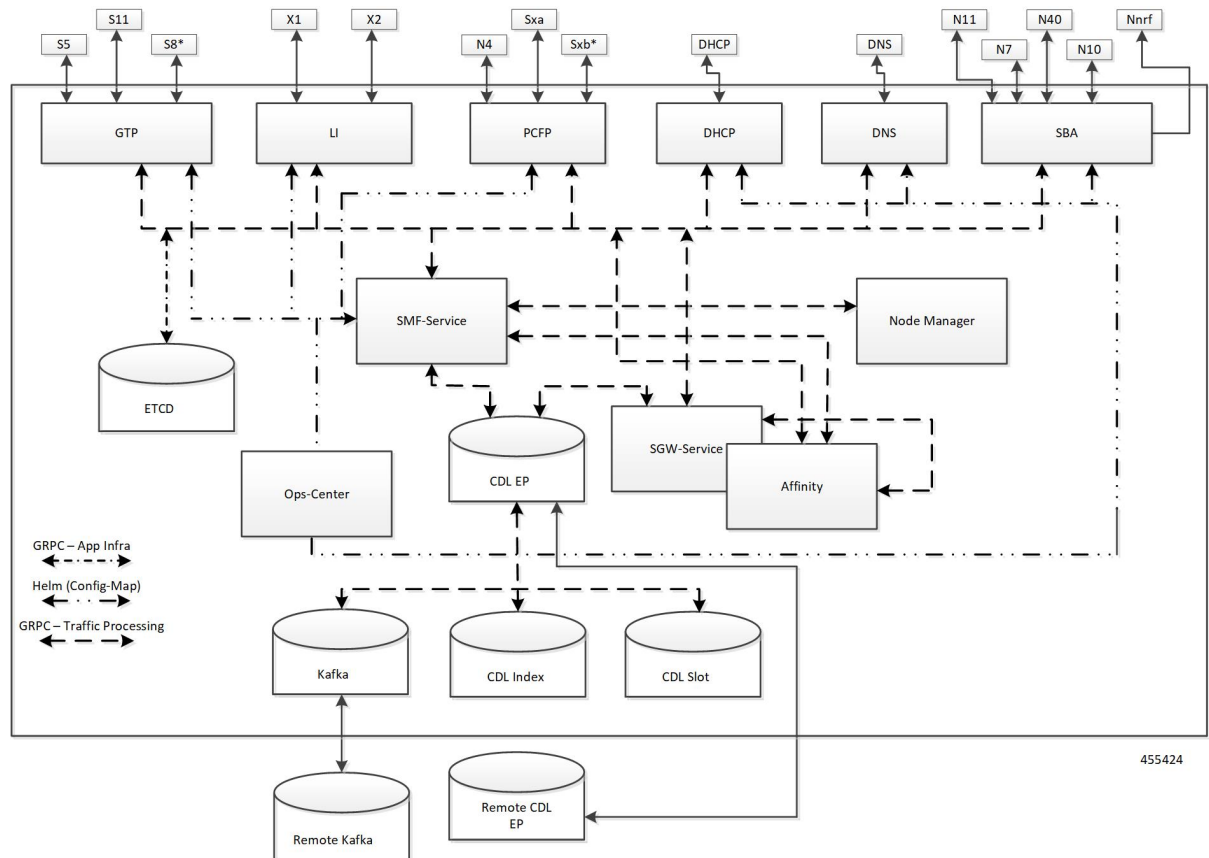 S5
S11
S8*
X1
X2
N4
Sxa
Sxb*
DHCP
DNS
N11
N7
N40
N10
Nnrf
GTP
LI
PCFP
DHCP
DNS
SBA
SMF-Service
Node Manager
ETCD
SGW-Service
Affinity
CDL EP
Ops-Center
GRPC – App Infra
Helm (Config-Map)
GRPC – Traffic Processing
Kafka
CDL Index
CDL Slot
455424
Remote Kafka
Remote CDL
EP